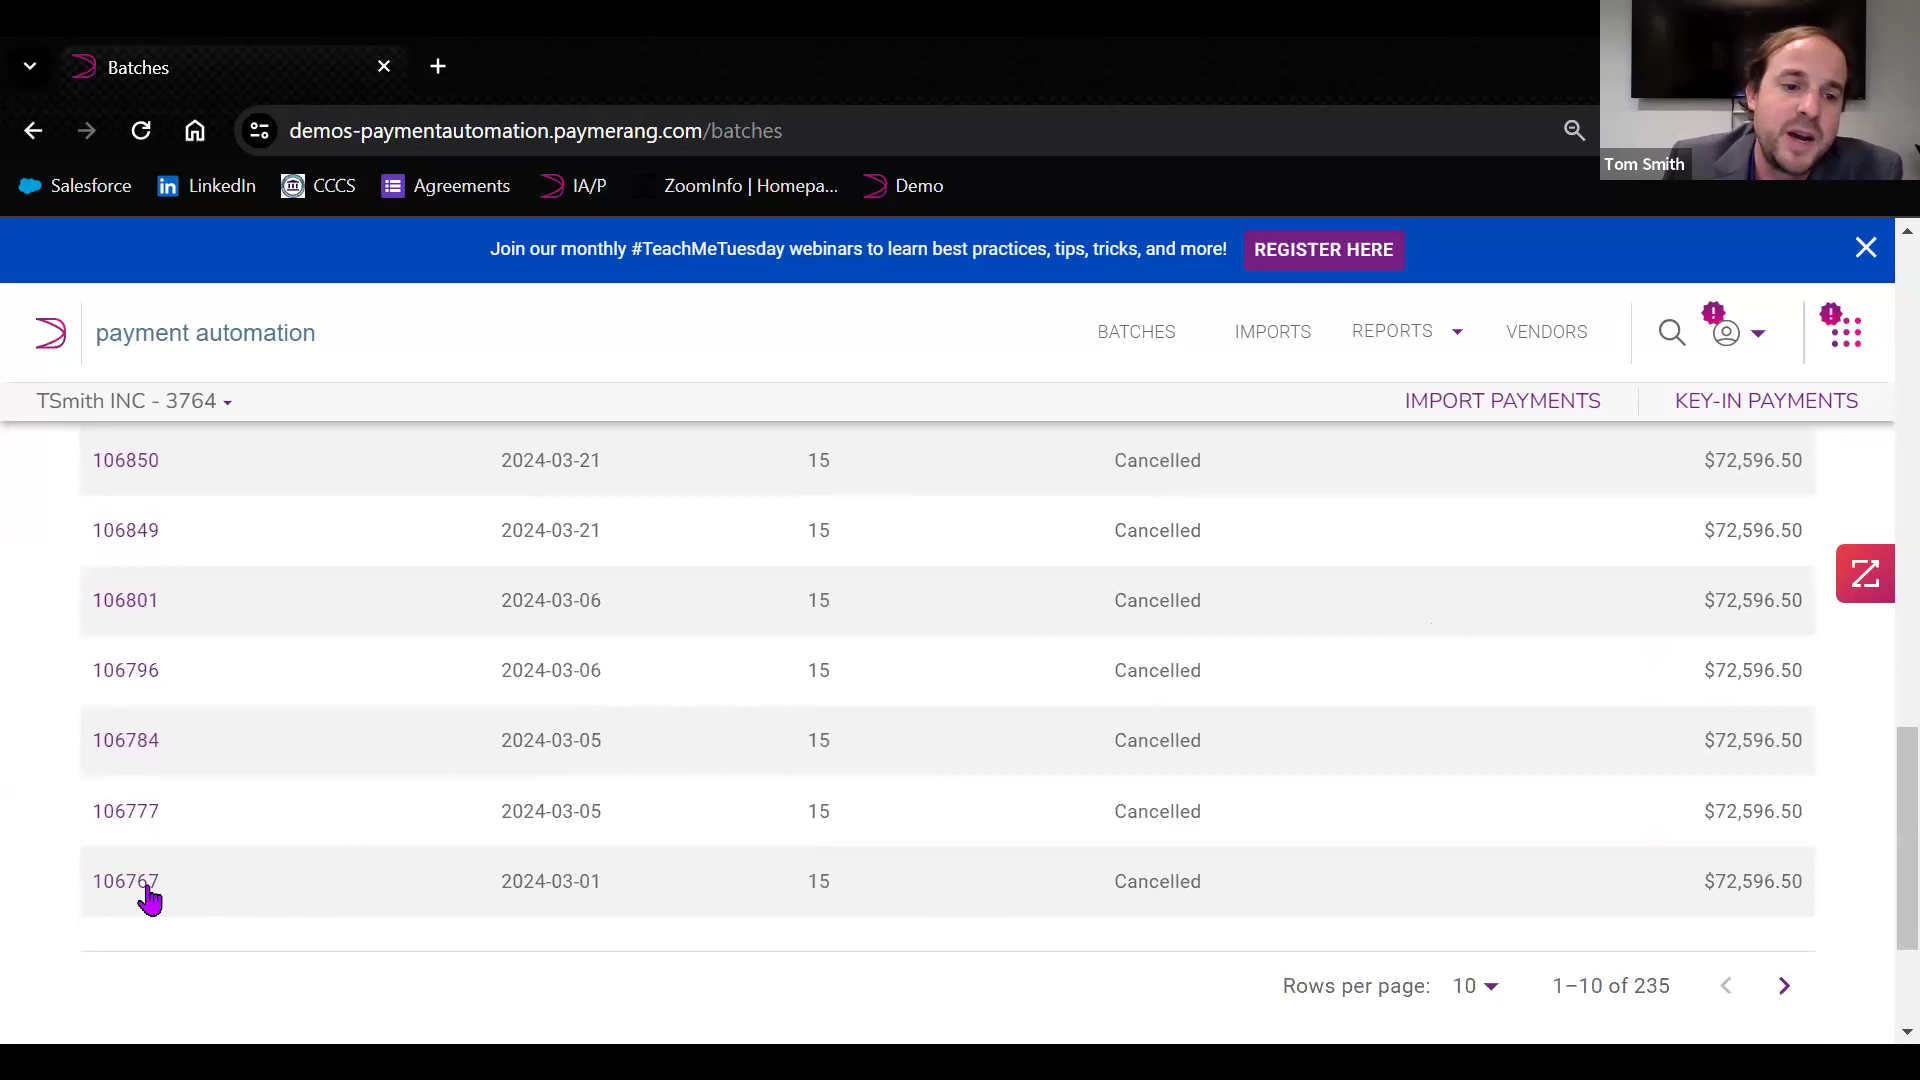 Batches
demos-paymentautomation.paymerang.com/batches
Salesforce LinkedIn CCCS Agreements IA/P ZoomInfo | Homepa... Demo
Tom Smith
Join our monthly #TeachMeTuesday webinars to learn best practices, tips, tricks, and more! REGISTER HERE
payment automation BATCHES IMPORTS REPORTS VENDORS
TSmith INC - 3764 IMPORT PAYMENTS KEY-IN PAYMENTS
106850 2024-03-21 15 Cancelled $72,596.50
106849 2024-03-21 15 Cancelled $72,596.50
106801 2024-03-06 15 Cancelled $72,596.50
106796 2024-03-06 15 Cancelled $72,596.50
106784 2024-03-05 15 Cancelled $72,596.50
106777 2024-03-05 15 Cancelled $72,596.50
106767 2024-03-01 15 Cancelled $72,596.50
Rows per page: 10 1–10 of 235